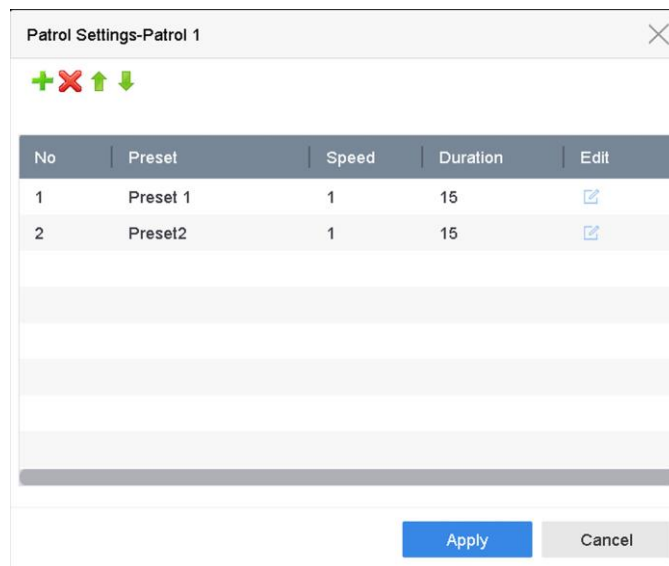 Patrol Settings-Patrol 1
No Preset Speed Duration Edit
1 Preset 1 1 15
2 Preset2 1 15
Apply Cancel